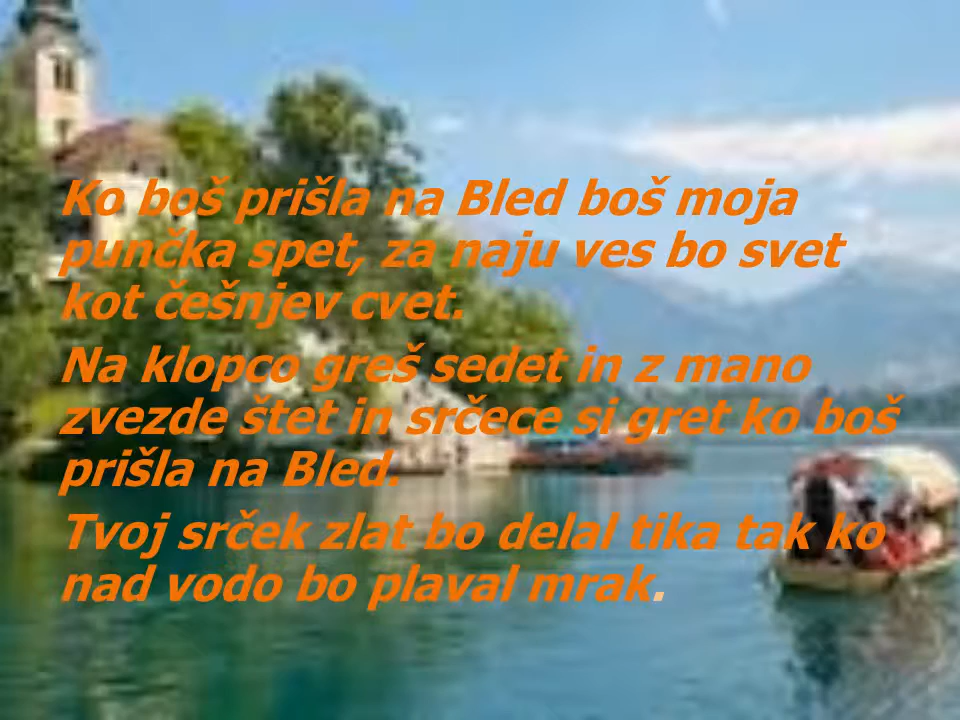 Ko boš prišla na Bled boš moja
punčka spet, za naju ves bo svet
kot češnjev cvet.
Na klopco greš sedet in z mano
zvezde štet in srčece si gret ko boš
prišla na Bled.
Tvoj srček zlat bo delal tika tak ko
nad vodo bo plaval mrak.